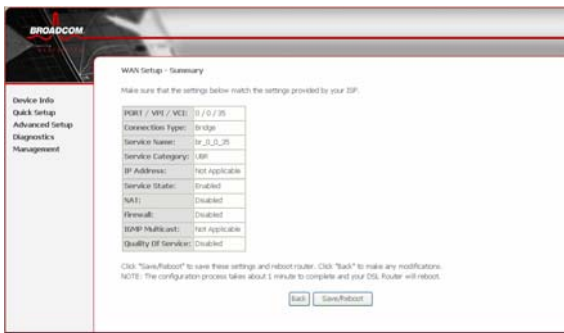 BROADCOM
WAN Setup - Summary
Make sure that the settings below match the settings provided by your ISP.
Device Info
Quick Setup
Advanced Setup
Diagnostics
Management
PORT / VPI / VCI: 0 / 0 / 35
Connection Type: Bridge
Service Name: br_0_0_35
Service Category: UBR
IP Address: Not Applicable
Service State: Enabled
NAT: Disabled
Firewall: Disabled
IGMP Multicast: Not Applicable
Quality Of Service: Disabled
Click "Save/Reboot" to save these settings and reboot router. Click "Back" to make any modifications.
NOTE: The configuration process takes about 1 minute to complete and your DSL Router will reboot.
Back Save/Reboot